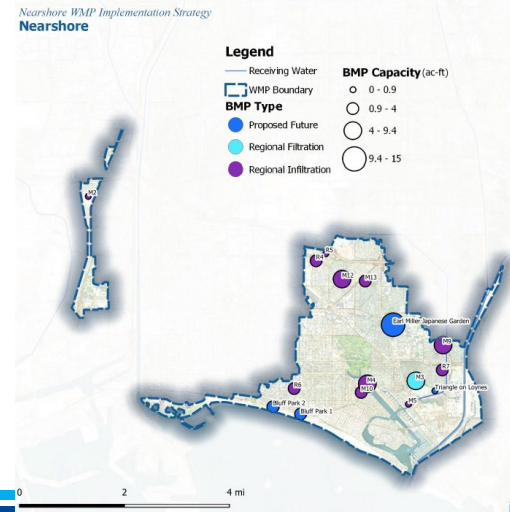 Nearshore WMP Implementation Strategy
Nearshore
Legend
Receiving Water
WMP Boundary
BMP Type
Proposed Future
Regional Filtration
Regional Infiltration
BMP Capacity (ac-ft)
0 - 0.9
0.9 - 4
4 - 9.4
9.4 - 15
M2
R5
R4
M12
M13
Earl Miller Japanese Garden
M9
R7
M3
M4
Triangle on Loynes
R6
M10
M5
Bluff Park 2
Bluff Park 1
0 2 4 mi